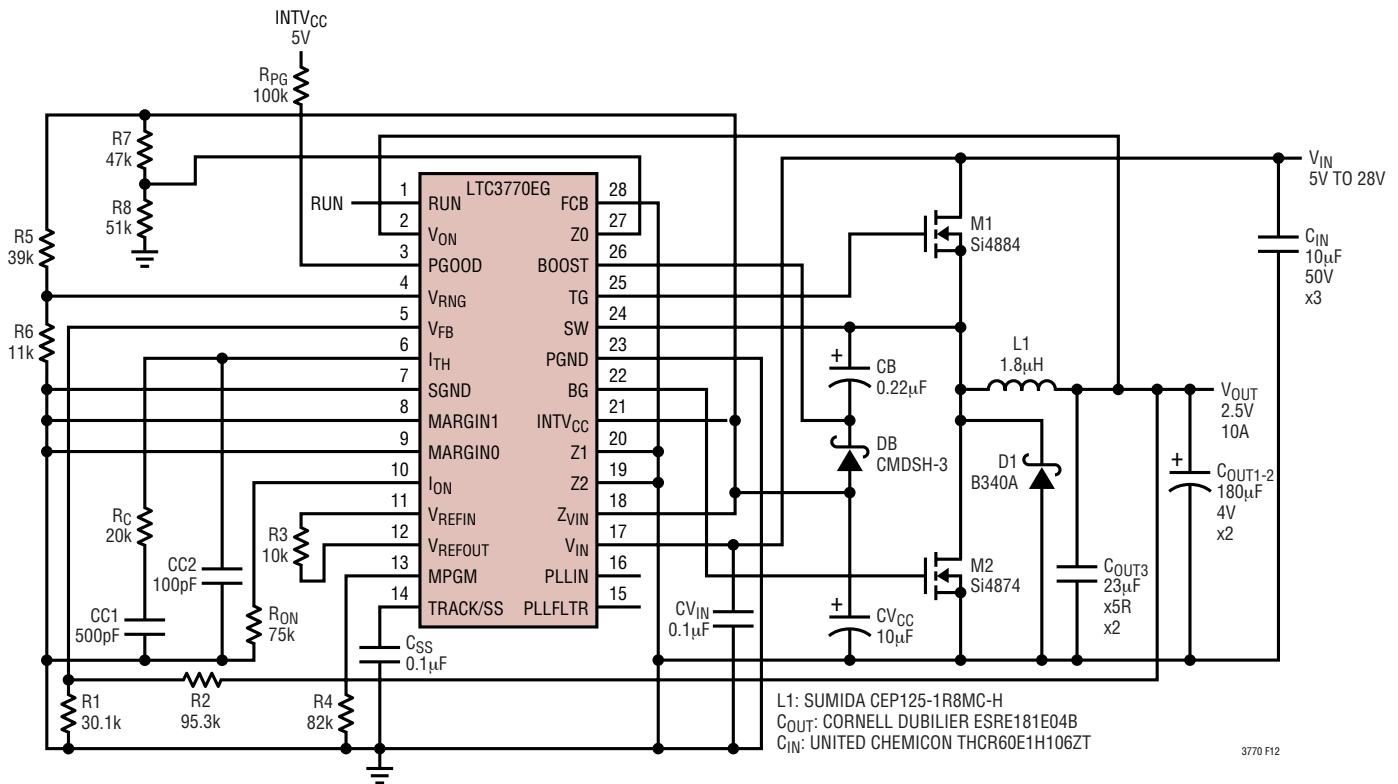 INTVCC
5V
RPG
100k
R7
47k
R8
51k
R5
39k
R6
11k
RUN
LTC3770EG
1 RUN
2 VON
3 PGOOD
4 VRNG
5 VFB
6 ITH
7 SGND
8 MARGIN1
9 MARGIN0
10 ION
11 VREFIN
12 VREFOUT
13 MPGM
14 TRACK/SS
FCB 28
Z0 27
BOOST 26
TG 25
SW 24
PGND 23
BG 22
INTVCC 21
Z1 20
Z2 19
ZVIN 18
VIN 17
PLLIN 16
PLLFLTR 15
VIN
5V TO 28V
M1
Si4884
CIN
10µF
50V
x3
L1
1.8µH
+
CB
0.22µF
VOUT
2.5V
10A
DB
CMDSH-3
D1
B340A
+
COUT1-2
180µF
4V
x2
RC
20k
R3
10k
CC2
100pF
CC1
500pF
RON
75k
CSS
0.1µF
CVIN
0.1µF
+
CVCC
10µF
M2
Si4874
COUT3
23µF
x5R
x2
R1
30.1k
R2
95.3k
R4
82k
L1: SUMIDA CEP125-1R8MC-H
COUT: CORNELL DUBILIER ESRE181E04B
CIN: UNITED CHEMICON THCR60E1H106ZT
3770 F12